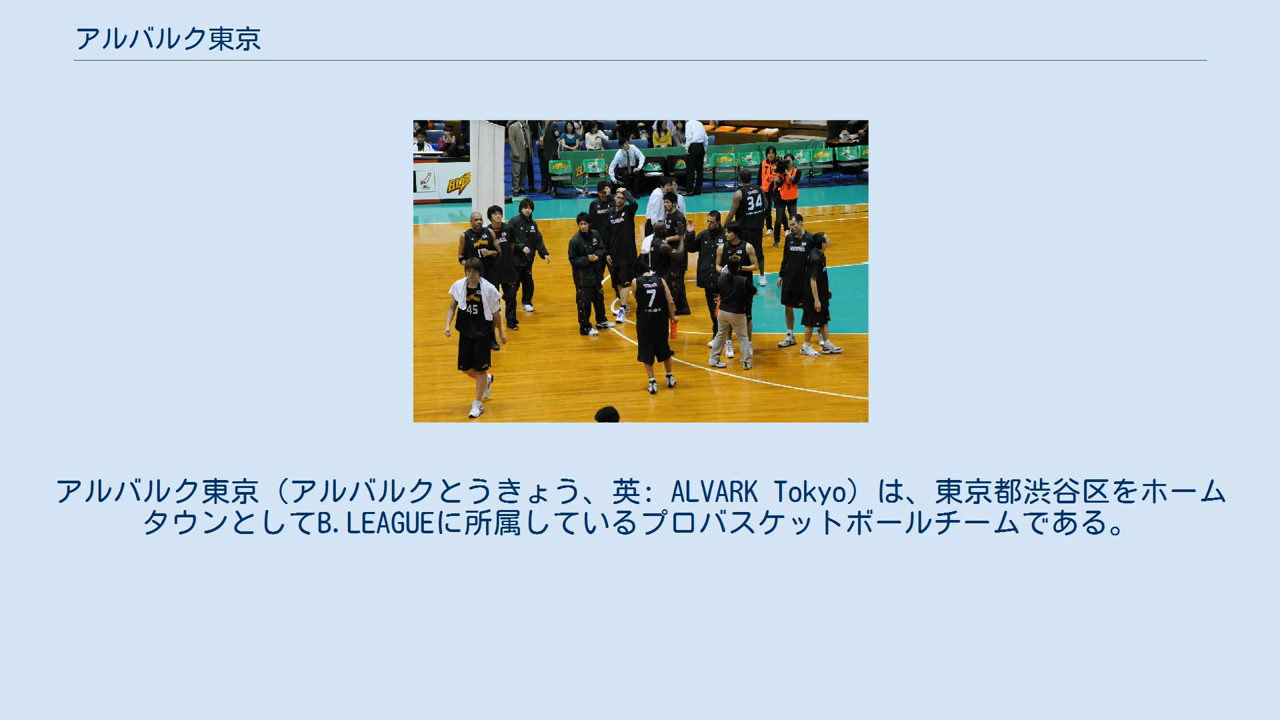 アルバルク東京
34
7
45
アルバルク東京（アルバルクとうきょう、英: ALVARK Tokyo）は、東京都渋谷区をホーム
タウンとしてB.LEAGUEに所属しているプロバスケットボールチームである。